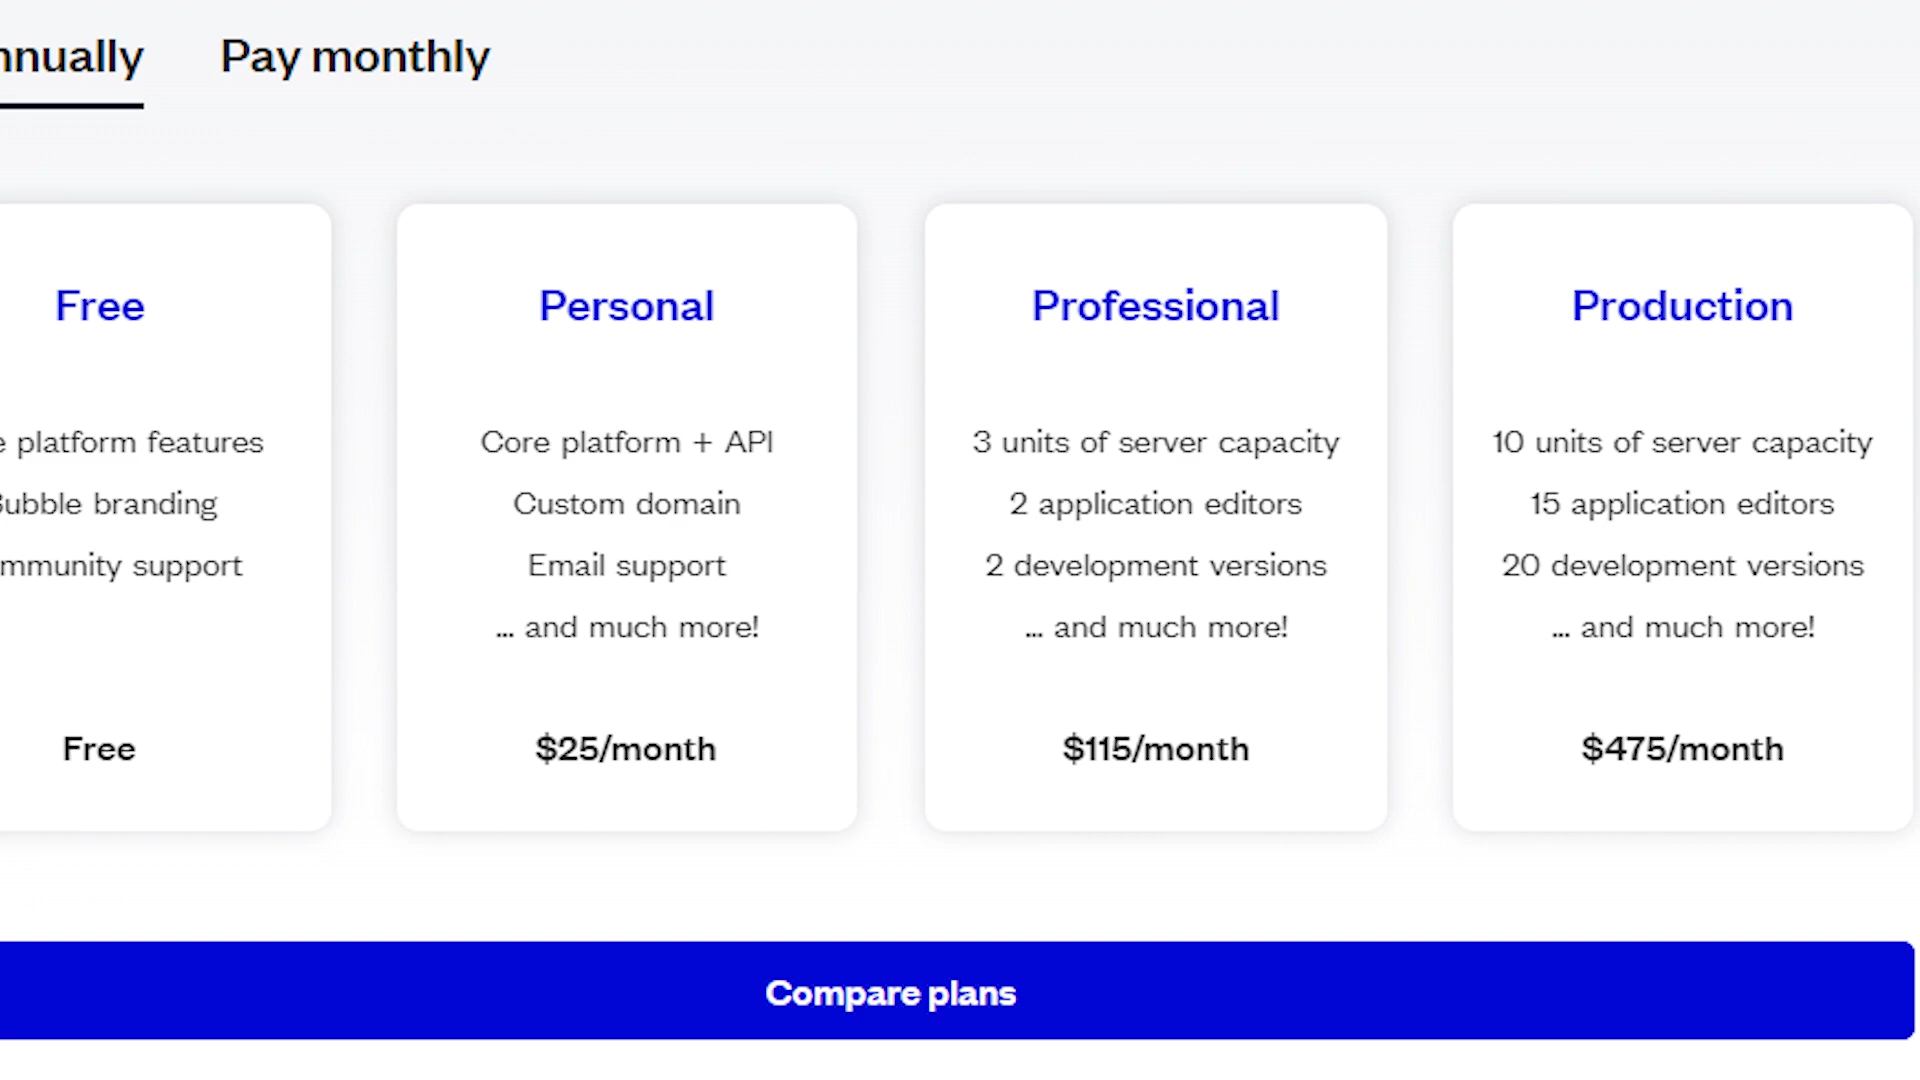 nnually Pay monthly
Free
Personal
Professional
Production
e platform features
Bubble branding
mmunity support
Free
Core platform + API
Custom domain
Email support
... and much more!
$25/month
3 units of server capacity
2 application editors
2 development versions
... and much more!
$115/month
10 units of server capacity
15 application editors
20 development versions
... and much more!
$475/month
Compare plans